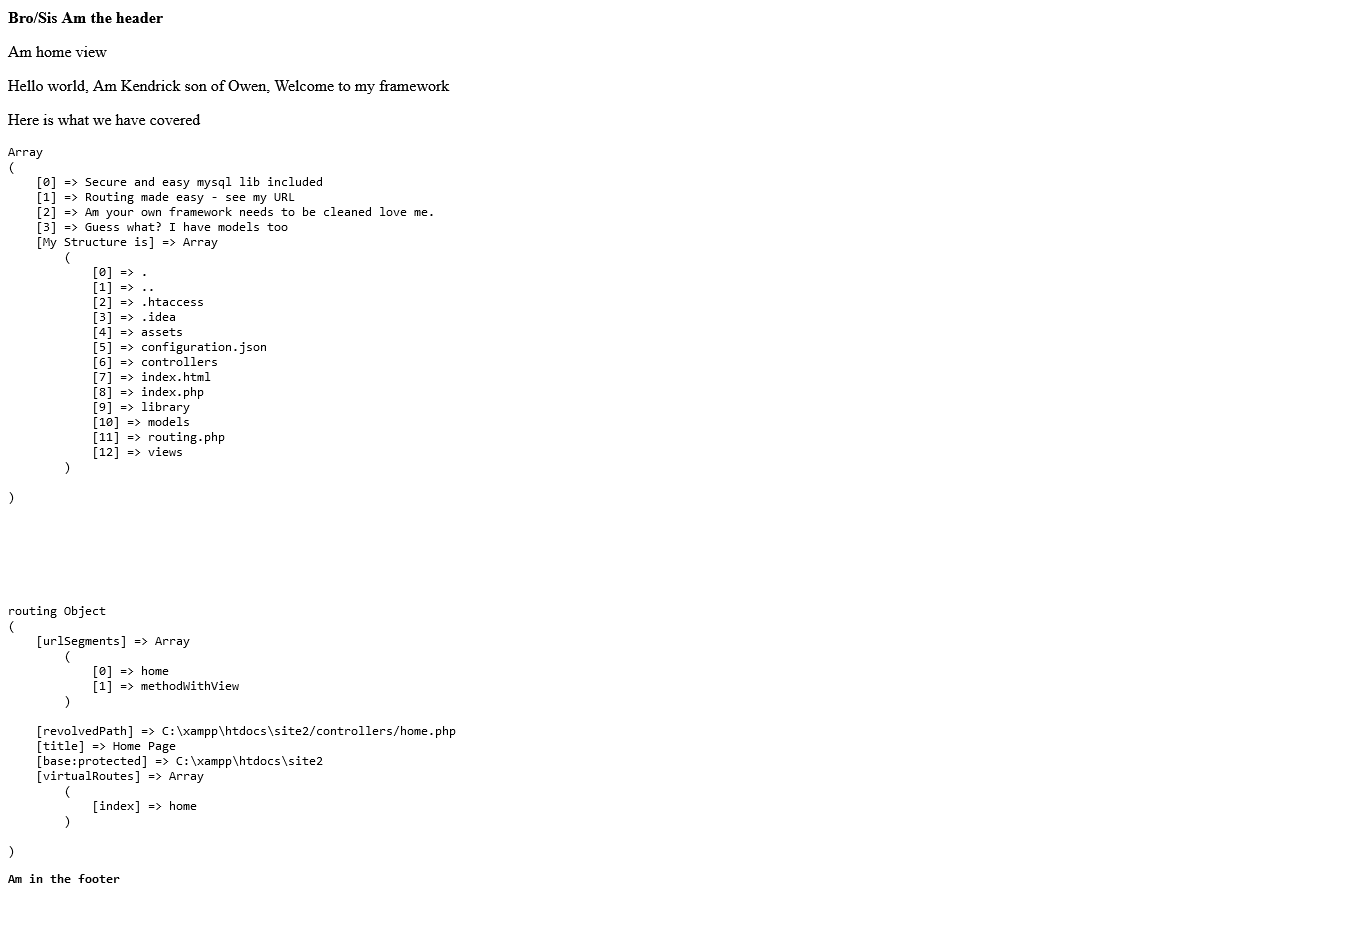 Bro/Sis Am the header
Am home view
Hello world, Am Kendrick son of Owen, Welcome to my framework
Here is what we have covered
Array
(
    [0] => Secure and easy mysql lib included
    [1] => Routing made easy - see my URL
    [2] => Am your own framework needs to be cleaned love me.
    [3] => Guess what? I have models too
    [My Structure is] => Array
        (
            [0] => .
            [1] => ..
            [2] => .htaccess
            [3] => .idea
            [4] => assets
            [5] => configuration.json
            [6] => controllers
            [7] => index.html
            [8] => index.php
            [9] => library
            [10] => models
            [11] => routing.php
            [12] => views
        )
)
routing Object
(
    [urlSegments] => Array
        (
            [0] => home
            [1] => methodWithView
        )
    [revolvedPath] => C:\xampp\htdocs\site2/controllers/home.php
    [title] => Home Page
    [base:protected] => C:\xampp\htdocs\site2
    [virtualRoutes] => Array
        (
            [index] => home
        )
)
Am in the footer